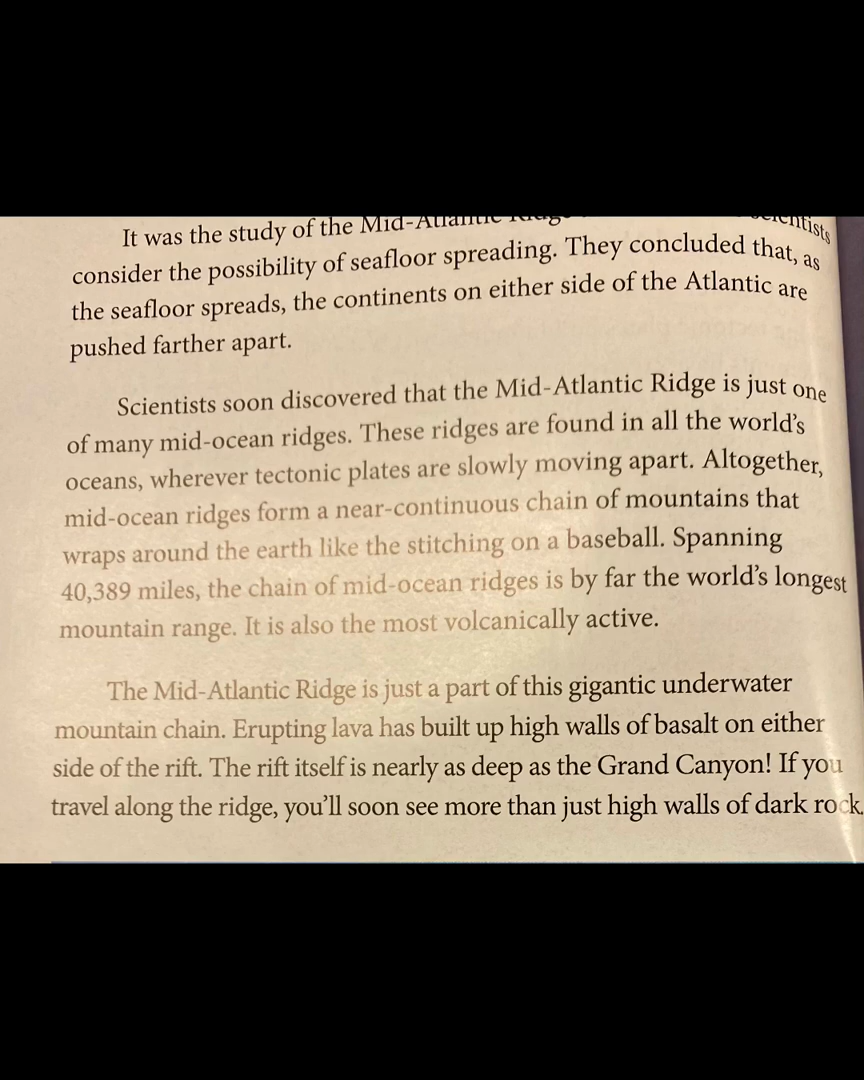 It was the study of the Mid-Atlantic Ridge scientists
consider the possibility of seafloor spreading. They concluded that, as
the seafloor spreads, the continents on either side of the Atlantic are
pushed farther apart.
Scientists soon discovered that the Mid-Atlantic Ridge is just one
of many mid-ocean ridges. These ridges are found in all the world’s
oceans, wherever tectonic plates are slowly moving apart. Altogether,
mid-ocean ridges form a near-continuous chain of mountains that
wraps around the earth like the stitching on a baseball. Spanning
40,389 miles, the chain of mid-ocean ridges is by far the world’s longest
mountain range. It is also the most volcanically active.
The Mid-Atlantic Ridge is just a part of this gigantic underwater
mountain chain. Erupting lava has built up high walls of basalt on either
side of the rift. The rift itself is nearly as deep as the Grand Canyon! If you
travel along the ridge, you’ll soon see more than just high walls of dark rock.